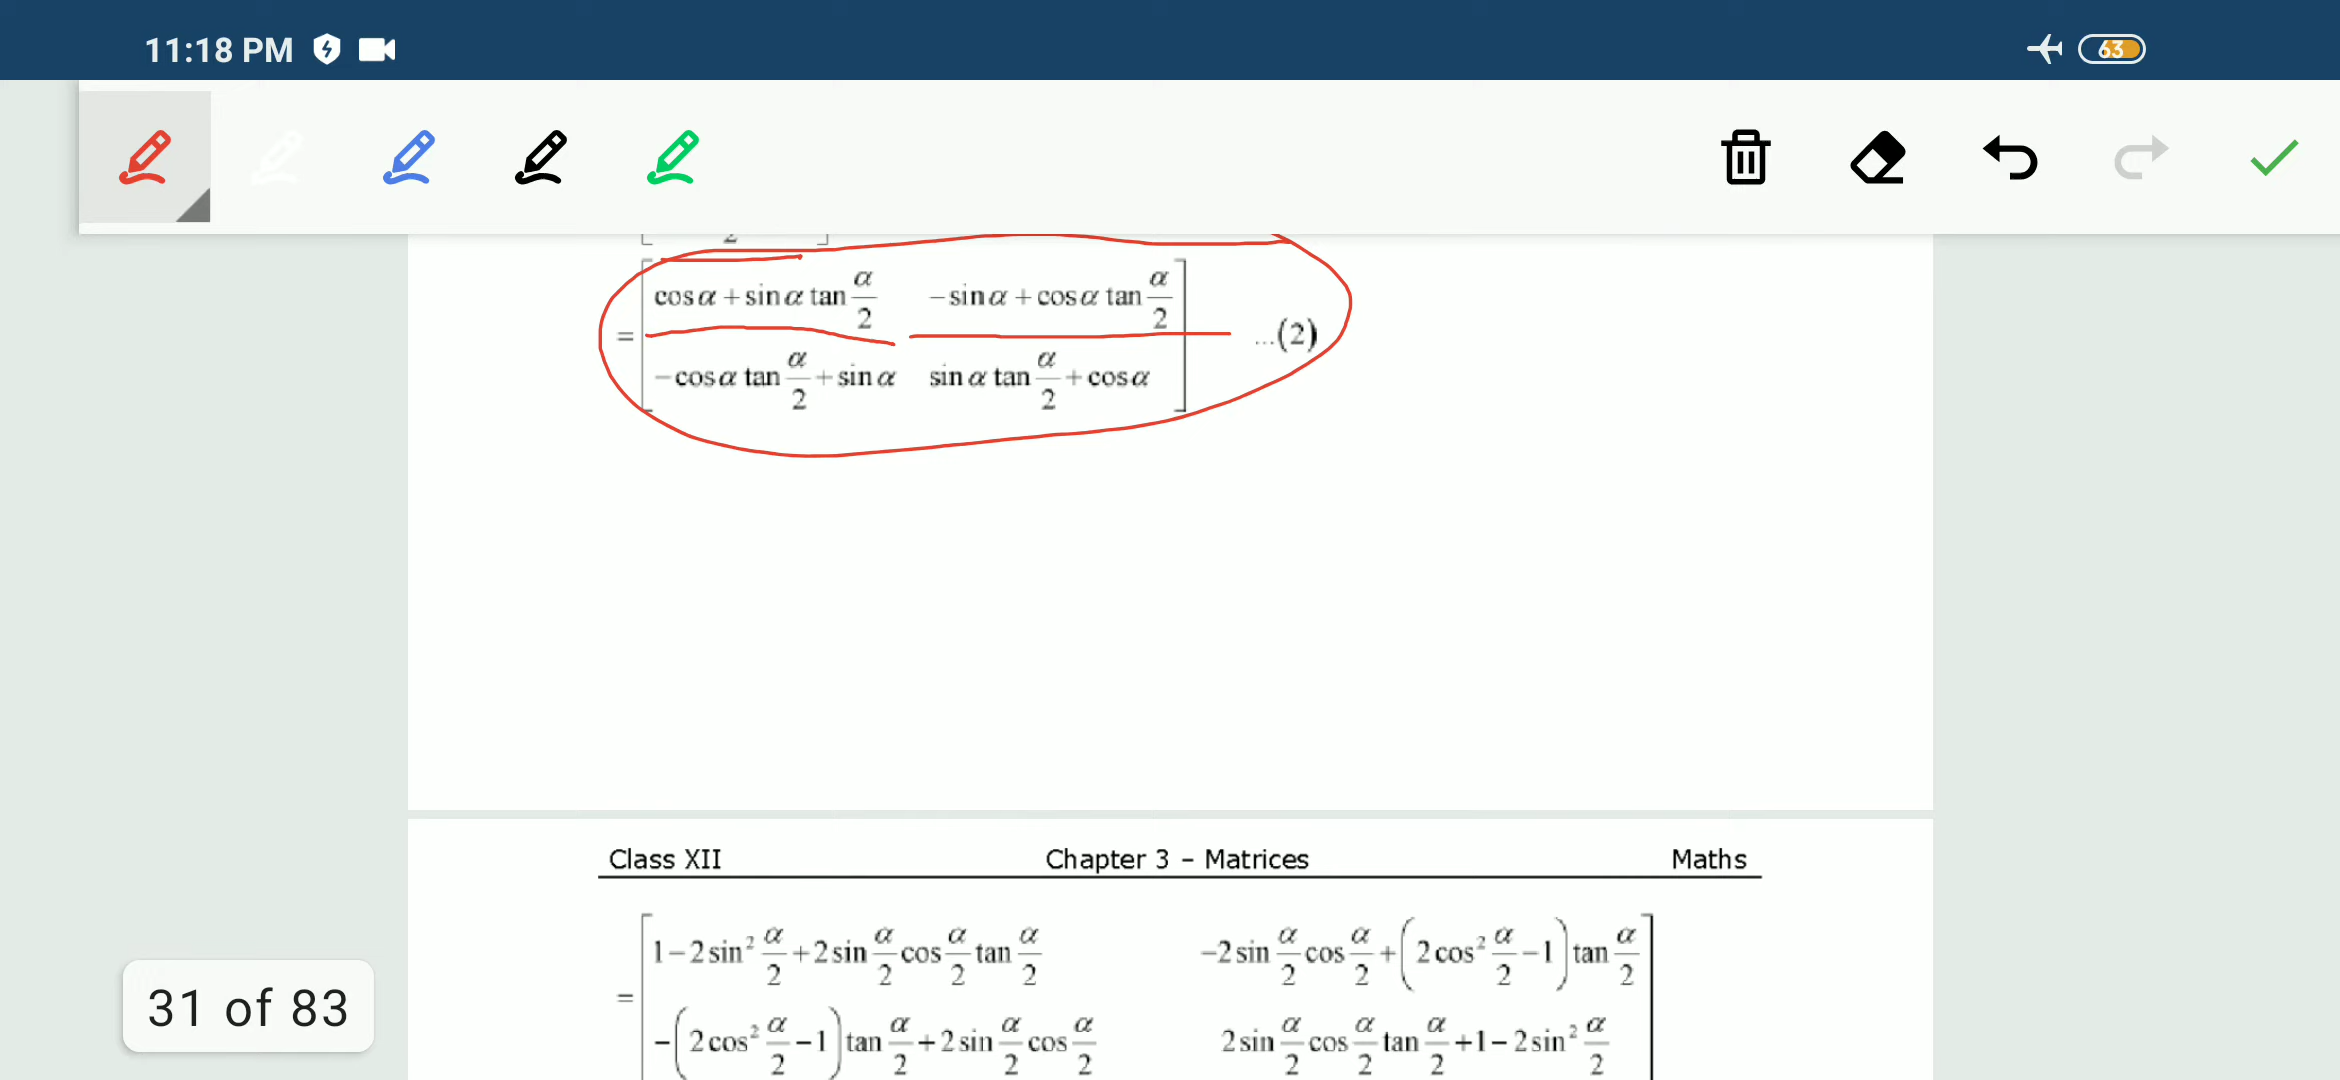 11:18 PM 63
cos α + sin α tan α/2   -sin α + cos α tan α/2
= ...(2)
-cos α tan α/2 + sin α   sin α tan α/2 + cos α
Class XII Chapter 3 - Matrices Maths
1 - 2 sin² α/2 + 2 sin α/2 cos α/2 tan α/2   -2 sin α/2 cos α/2 + (2 cos² α/2 - 1) tan α/2
=
-(2 cos² α/2 - 1) tan α/2 + 2 sin α/2 cos α/2   2 sin α/2 cos α/2 tan α/2 + 1 - 2 sin² α/2
31 of 83